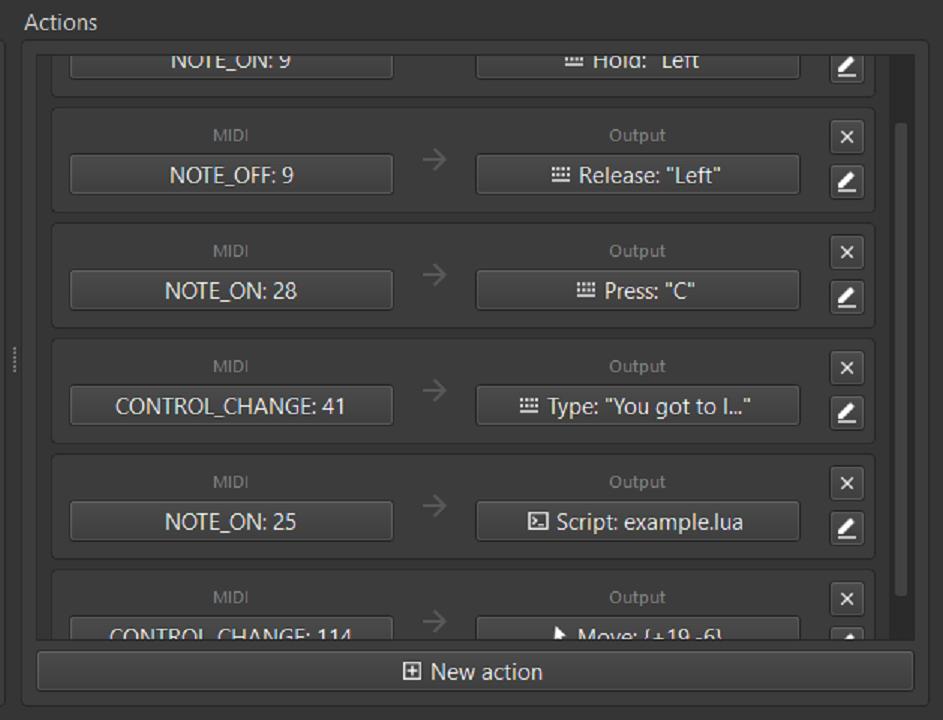 Actions
NOTE_ON: 9
Hold: "Left"
MIDI
Output
NOTE_OFF: 9
Release: "Left"
MIDI
Output
NOTE_ON: 28
Press: "C"
MIDI
Output
CONTROL_CHANGE: 41
Type: "You got to l..."
MIDI
Output
NOTE_ON: 25
Script: example.lua
MIDI
Output
CONTROL_CHANGE: 114
Move: {+19,-6}
New action